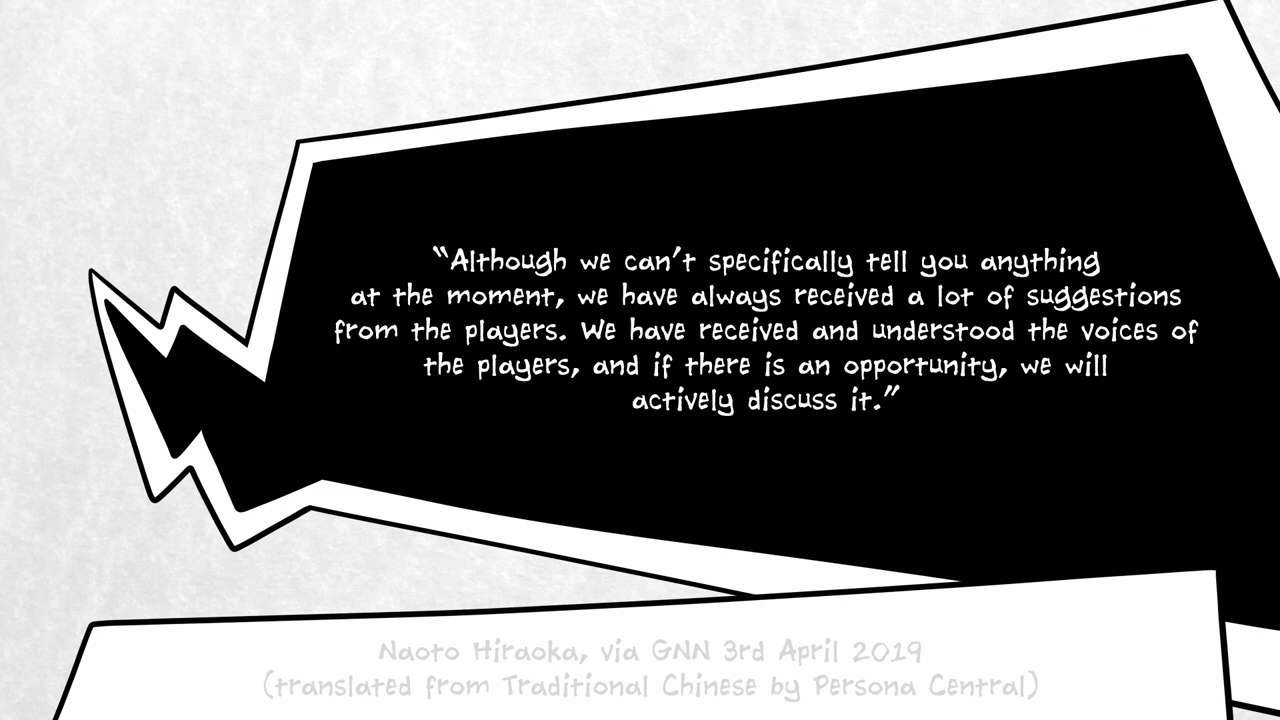 “Although we can’t specifically tell you anything
at the moment, we have always received a lot of suggestions
from the players. We have received and understood the voices of
the players, and if there is an opportunity, we will
actively discuss it.”
Naoto Hiraoka, via GNN 3rd April 2019
(translated from Traditional Chinese by Persona Central)